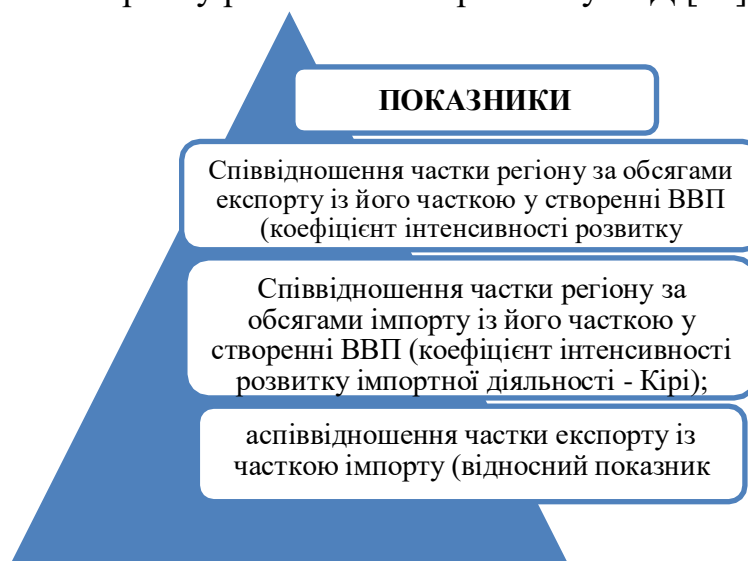 ПОКАЗНИКИ
Співвідношення частки регіону за обсягами
експорту із його часткою у створенні ВВП
(коефіцієнт інтенсивності розвитку
Співвідношення частки регіону за
обсягами імпорту із його часткою у
створенні ВВП (коефіцієнт інтенсивності
розвитку імпортної діяльності - Кірі);
аспіввідношення частки експорту із
часткою імпорту (відносний показник